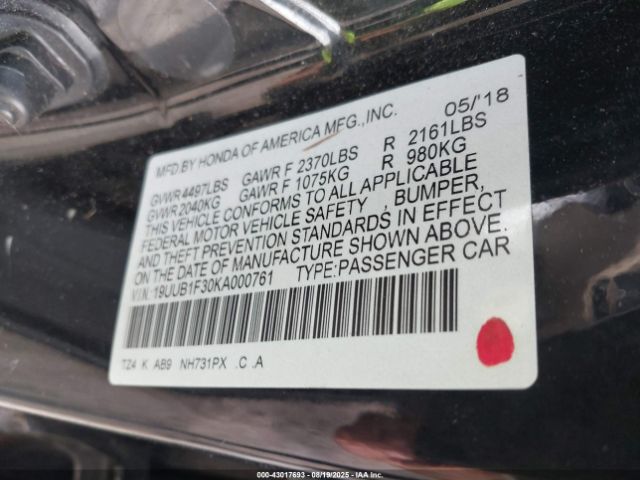 MFD.BY HONDA OF AMERICA MFG.,INC. 05/'18
GVWR 4497LBS GAWR F 2370LBS R 2161LBS
GVWR 2040KG GAWR F 1075KG R 980KG
THIS VEHICLE CONFORMS TO ALL APPLICABLE
FEDERAL MOTOR VEHICLE SAFETY , BUMPER,
AND THEFT PREVENTION STANDARDS IN EFFECT
ON THE DATE OF MANUFACTURE SHOWN ABOVE.
VIN:19UUB1F30KA000761 TYPE:PASSENGER CAR
TZ4 K AB9 NH731PX .C .A
000-43017693 - 08/19/2025 - IAA Inc.